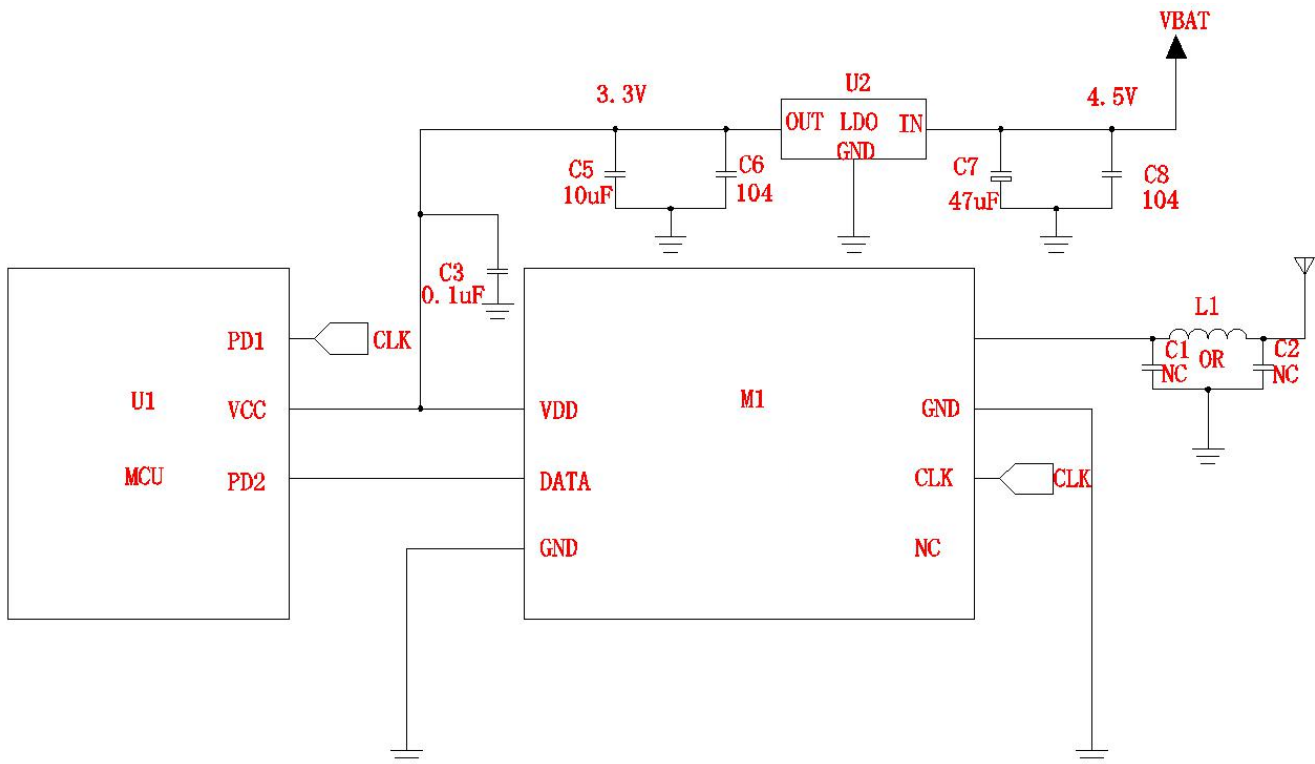 VBAT
U2
3.3V
4.5V
OUT LDO IN
GND
C5
10uF
C6
104
C7
47uF
C8
104
C3
0.1uF
L1
C1
NC
OR
C2
NC
PD1
CLK
U1
VCC
MCU
PD2
VDD
M1
GND
DATA
CLK
CLK
GND
NC